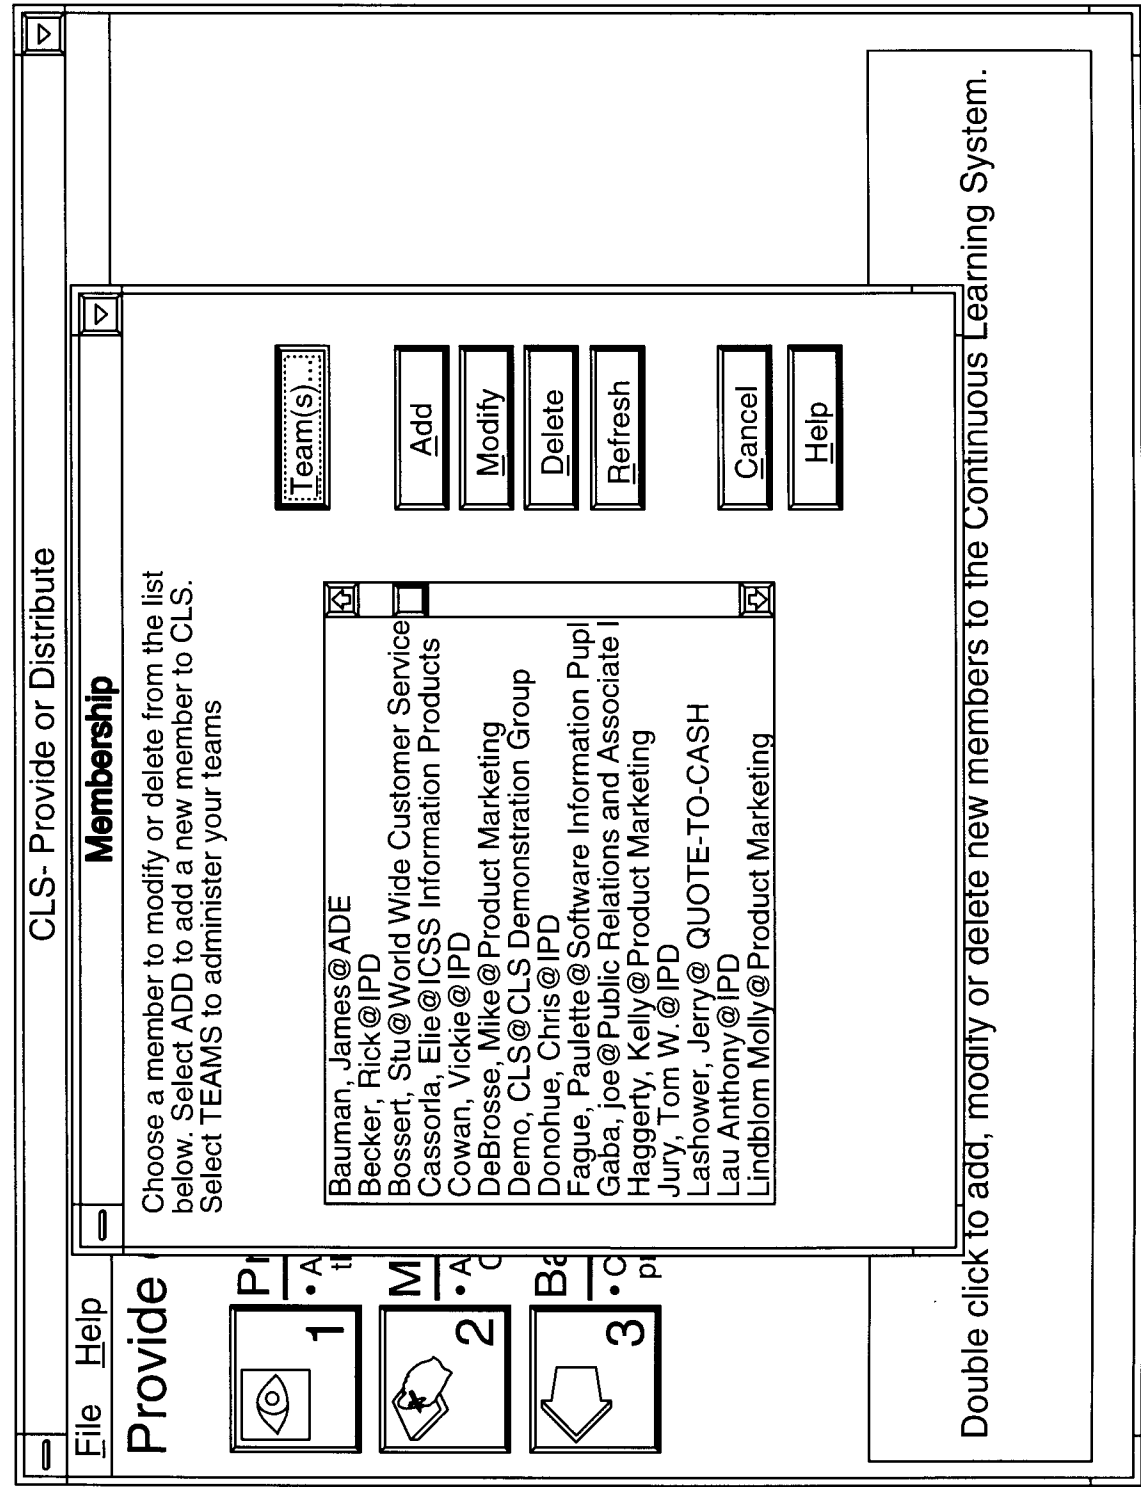 CLS- Provide or Distribute
File Help
Provide
Membership
Choose a member to modify or delete from the list
below. Select ADD to add a new member to CLS.
Select TEAMS to administer your teams
Team(s)...
Bauman, James@ADE
Becker, Rick@IPD
Bossert, Stu@World Wide Customer Service
Cassorla, Elie@ICSS Information Products
Cowan, Vickie@IPD
DeBrosse, Mike@Product Marketing
Demo, CLS@CLS Demonstration Group
Donohue, Chris@IPD
Fague, Paulette@Software Information Pupl
Gaba, joe@Public Relations and Associate I
Haggerty, Kelly@Product Marketing
Jury, Tom W.@IPD
Lashower, Jerry@ QUOTE-TO-CASH
Lau Anthony@IPD
Lindblom Molly@Product Marketing
Add
Modify
Delete
Refresh
Cancel
Help
1
Pr
• A
2
M
• A
3
Ba
• C
Double click to add, modify or delete new members to the Continuous Learning System.